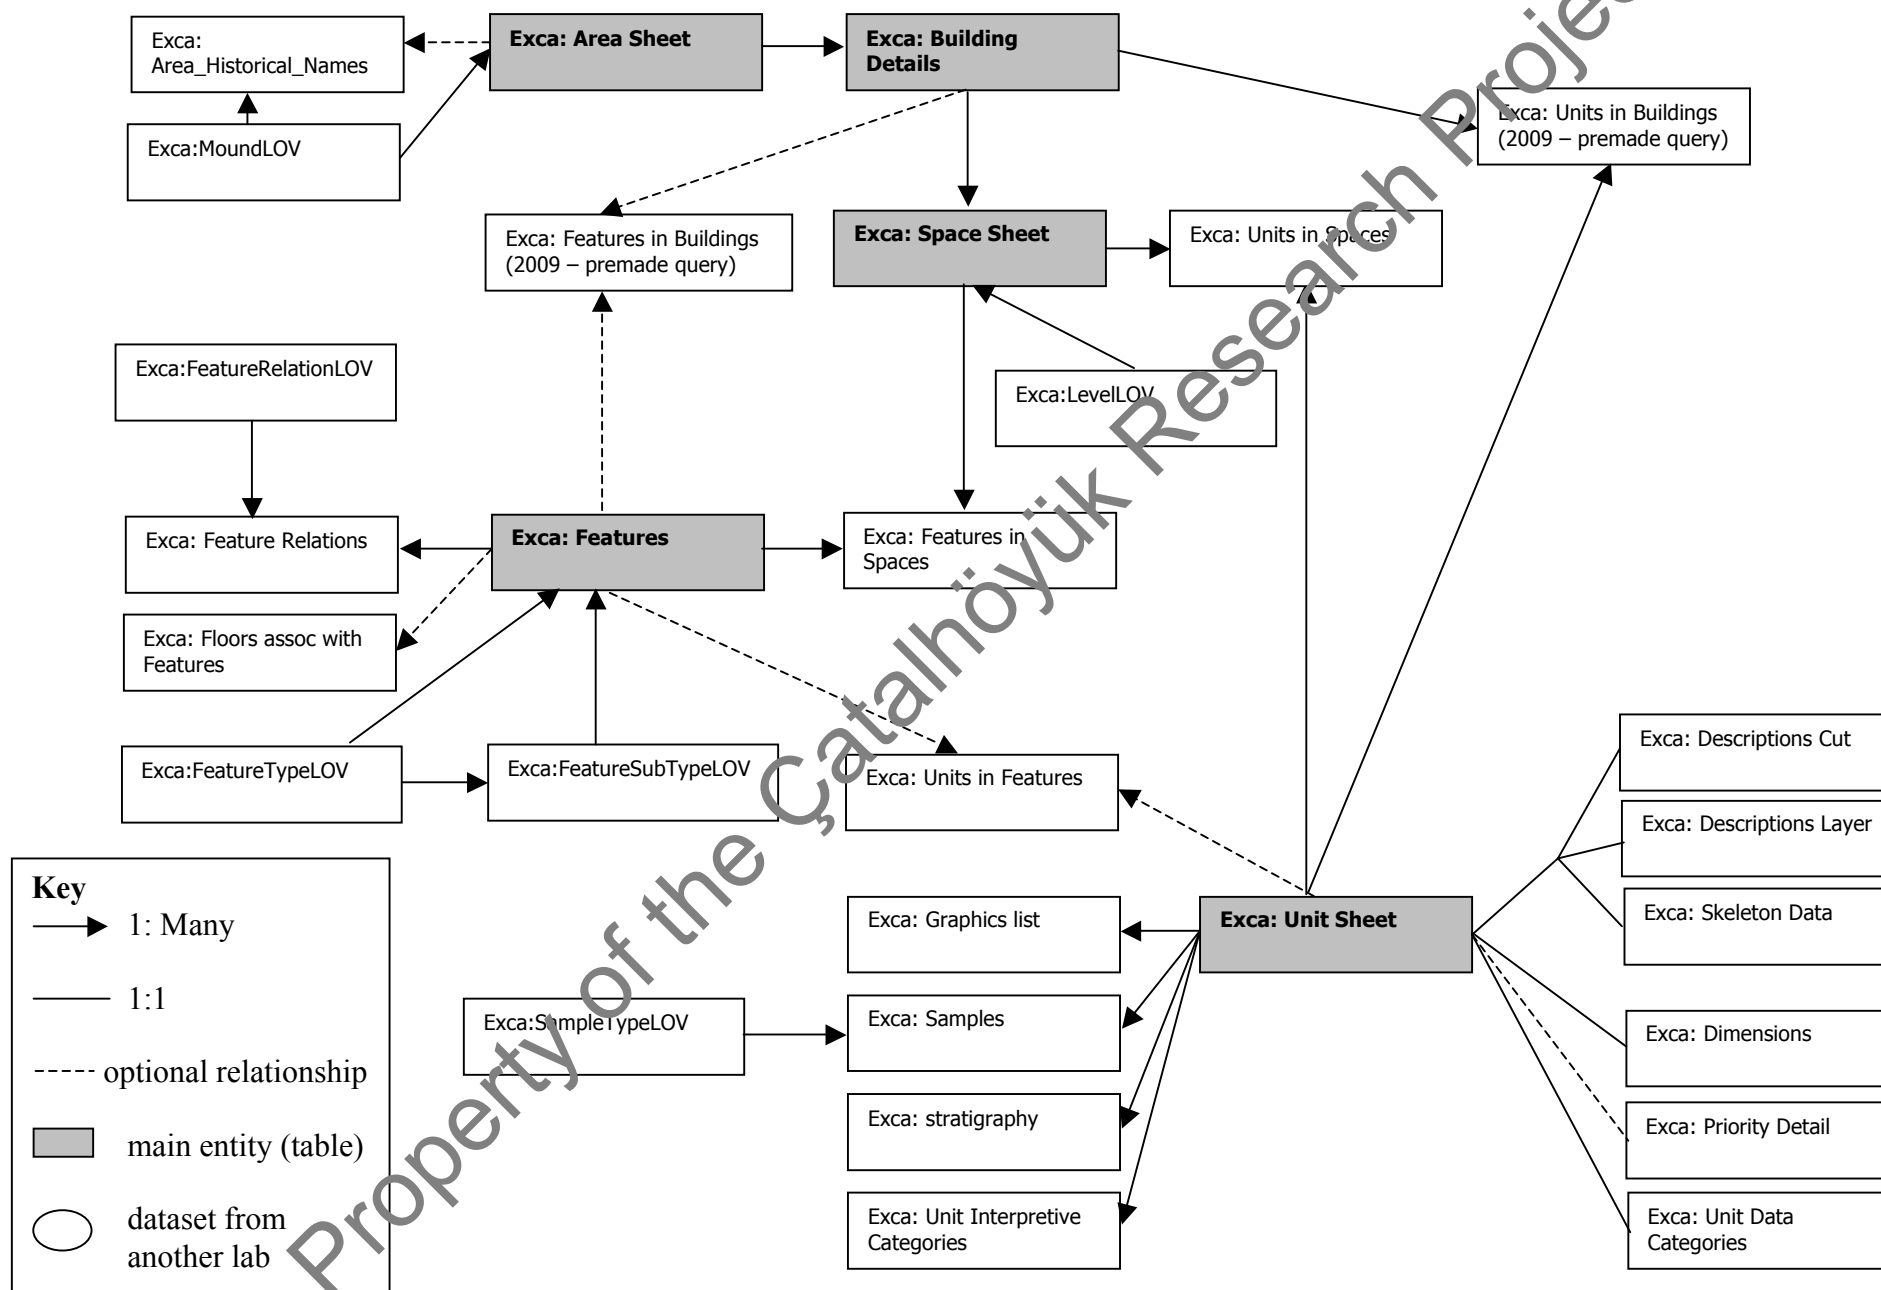 Exca:
Area_Historical_Names
Exca: Area Sheet
Exca: Building
Details
Exca:MoundLOV
Exca: Units in Buildings
(2009 – premade query)
Exca: Features in Buildings
(2009 – premade query)
Exca: Space Sheet
Exca: Units in Spaces
Exca:FeatureRelationLOV
Exca:LevelLOV
Exca: Feature Relations
Exca: Features
Exca: Features in
Spaces
Exca: Floors assoc with
Features
Exca:FeatureTypeLOV
Exca:FeatureSubTypeLOV
Exca: Units in Features
Exca: Descriptions Cut
Exca: Descriptions Layer
Exca: Skeleton Data
Exca: Graphics list
Exca: Unit Sheet
Exca:SampleTypeLOV
Exca: Samples
Exca: Dimensions
Exca: stratigraphy
Exca: Priority Detail
Exca: Unit Interpretive
Categories
Exca: Unit Data
Categories
Key
1: Many
1:1
optional relationship
main entity (table)
dataset from
another lab
Property of the Çatalhöyük Research Projec